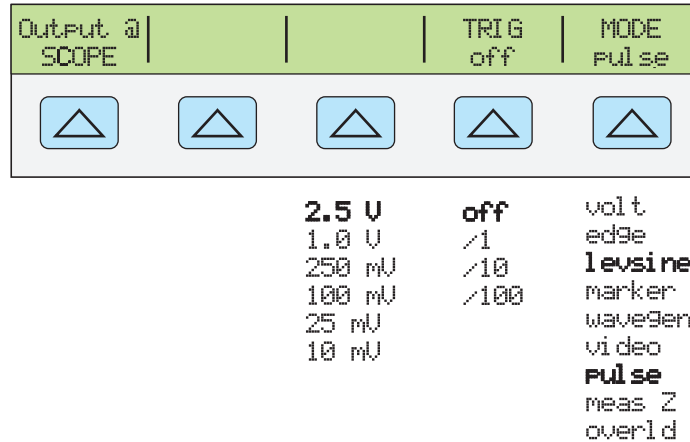 Output @ TRIG MODE
SCOPE off pulse
2.5 V off volt
1.0 V /1 edge
250 mV /10 levsine
100 mV /100 marker
25 mV wavegen
10 mV video
pulse
meas Z
overld